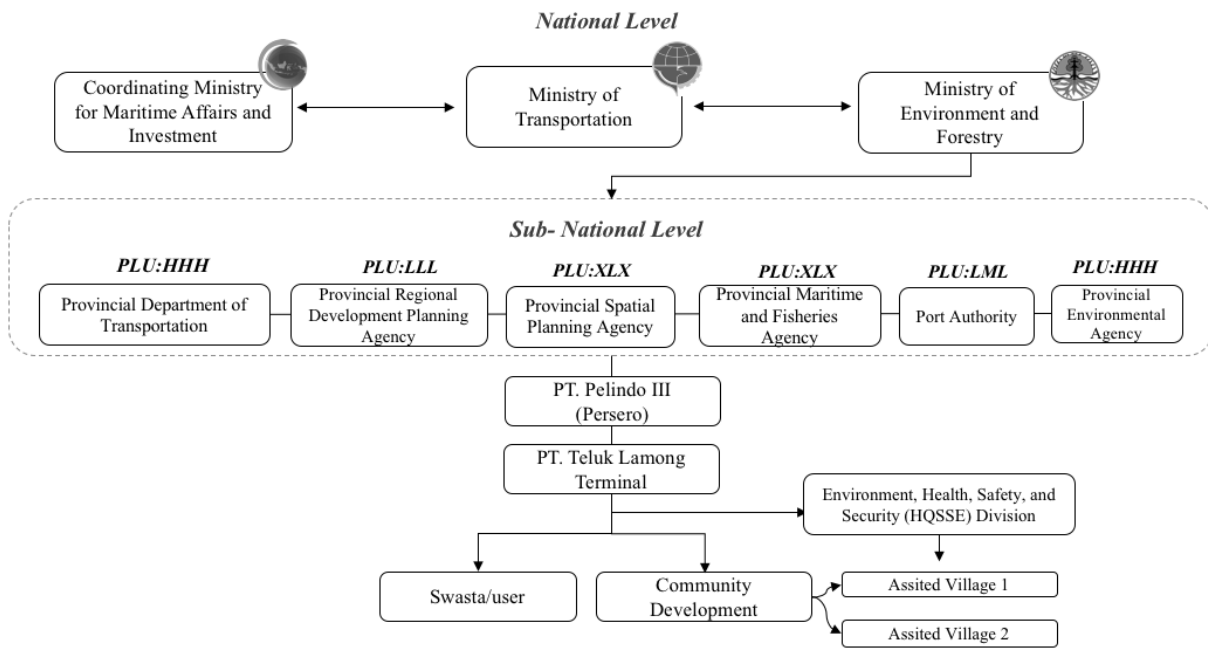 National Level
Coordinating Ministry
for Maritime Affairs and
Investment
Ministry of
Transportation
Ministry of
Environment and
Forestry
Sub- National Level
PLU:HHH
PLU:LLL
PLU:XLX
PLU:XLX
PLU:LML
PLU:HHH
Provincial Department of
Transportation
Provincial Regional
Development Planning
Agency
Provincial Spatial
Planning Agency
Provincial Maritime
and Fisheries
Agency
Port Authority
Provincial
Environmental
Agency
PT. Pelindo III
(Persero)
PT. Teluk Lamong
Terminal
Environment, Health, Safety, and
Security (HQSSE) Division
Swasta/user
Community
Development
Assited Village 1
Assited Village 2